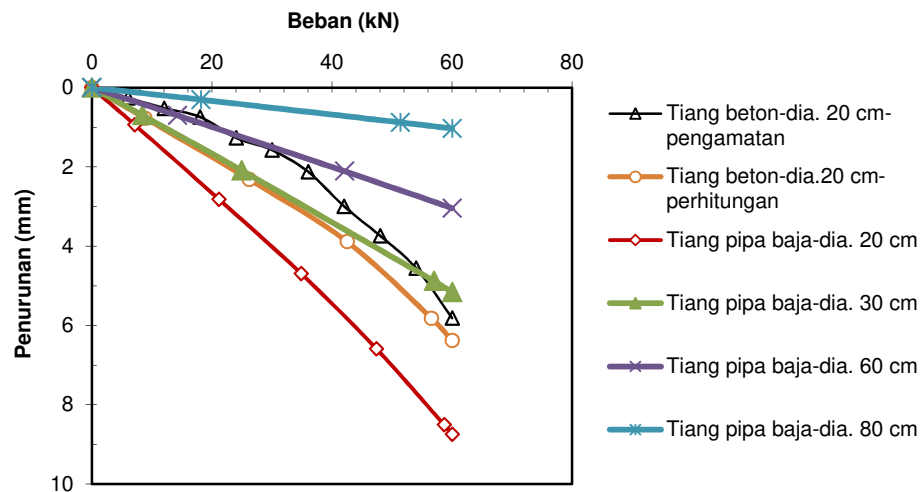 Beban (kN)
0 20 40 60 80
0
2
4
6
8
10
Penurunan (mm)
Tiang beton-dia. 20 cm-
pengamatan
Tiang beton-dia.20 cm-
perhitungan
Tiang pipa baja-dia. 20 cm
Tiang pipa baja-dia. 30 cm
Tiang pipa baja-dia. 60 cm
Tiang pipa baja-dia. 80 cm